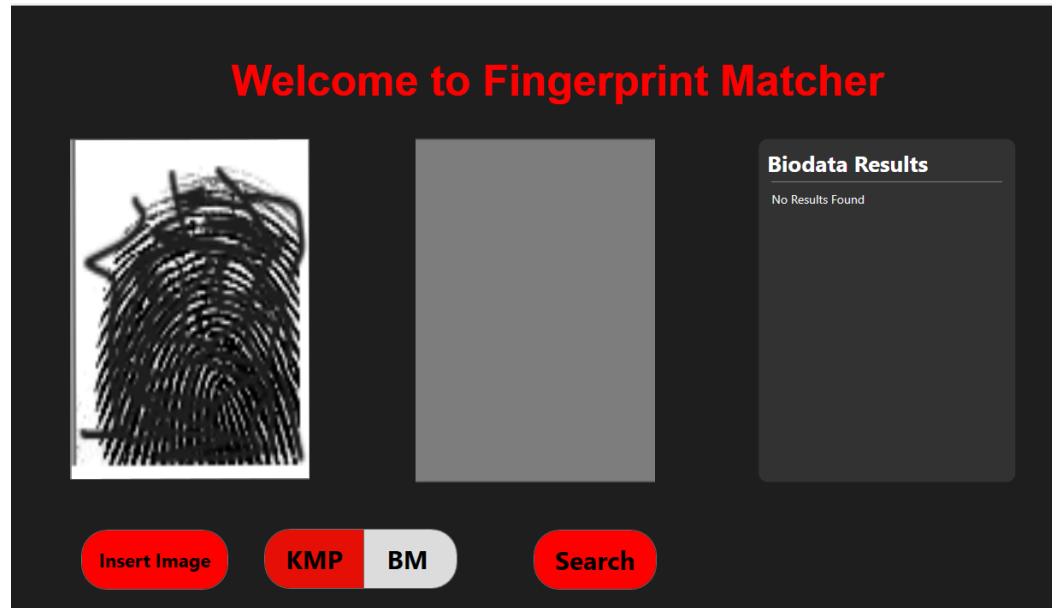 Welcome to Fingerprint Matcher
Biodata Results
No Results Found
Insert Image
KMP
BM
Search